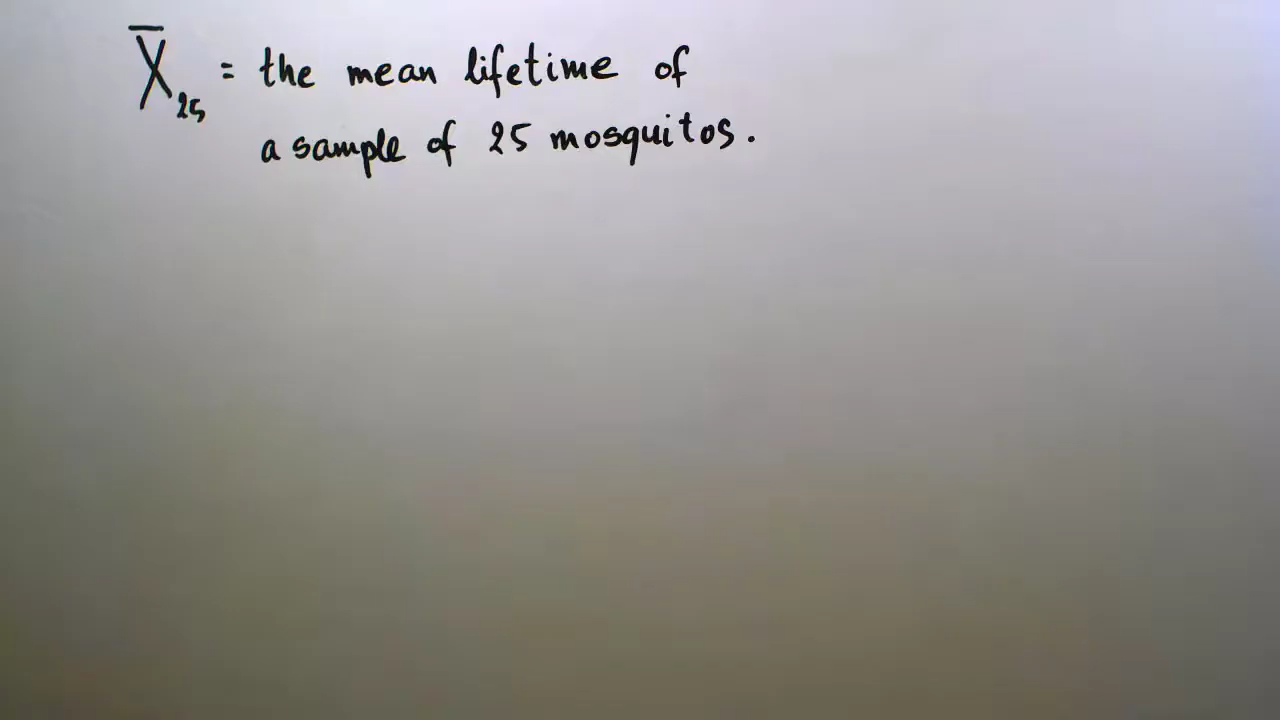 X̅₂₅ = the mean lifetime of
a sample of 25 mosquitos.